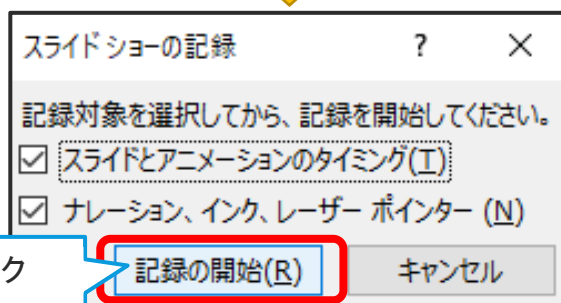 スライド ショーの記録 ? ×
記録対象を選択してから、記録を開始してください。
スライドとアニメーションのタイミング(T)
ナレーション、インク、レーザー ポインター (N)
ク
記録の開始(R) キャンセル